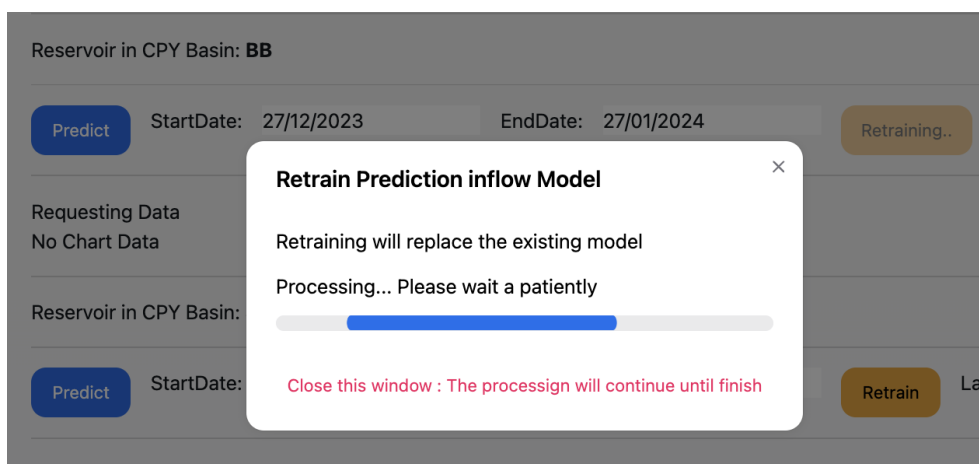 Reservoir in CPY Basin: BB
Predict StartDate: 27/12/2023 EndDate: 27/01/2024 Retraining..
Retrain Prediction inflow Model ×
Requesting Data
No Chart Data
Retraining will replace the existing model
Processing... Please wait a patiently
Reservoir in CPY Basin:
Close this window : The processign will continue until finish
Predict StartDate: Retrain La